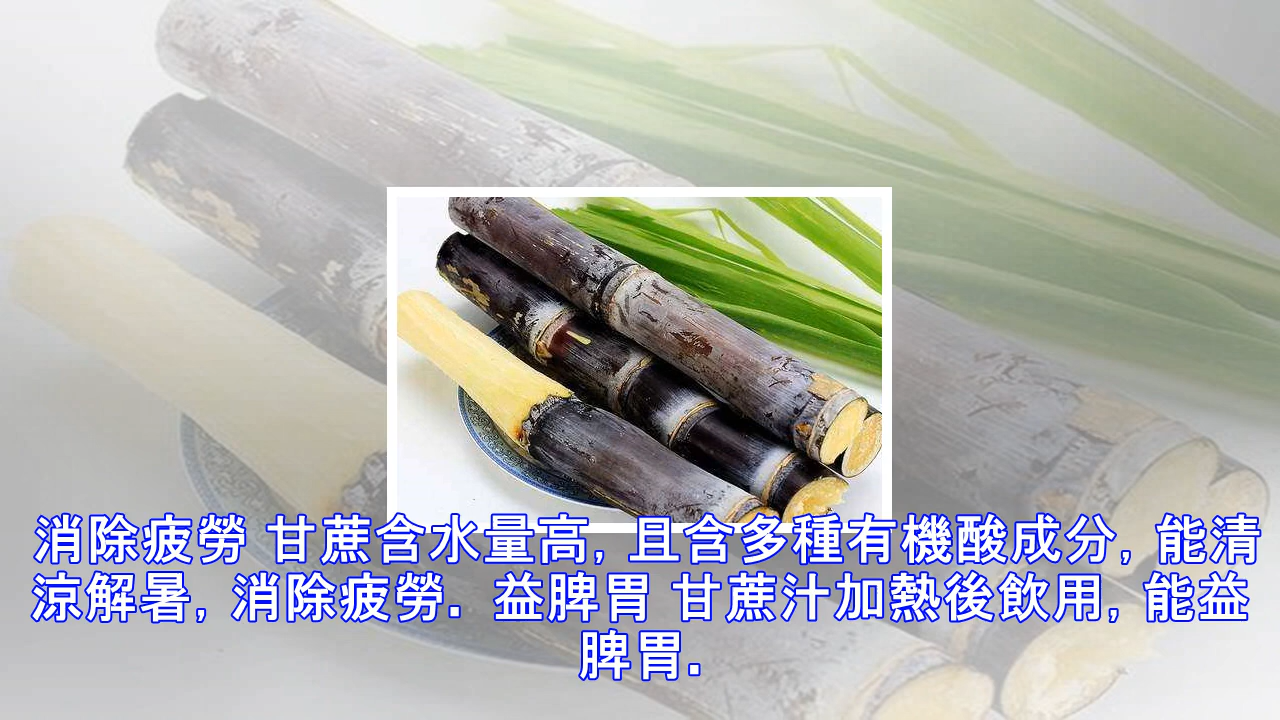 消除疲勞 甘蔗含水量高, 且含多種有機酸成分, 能清
涼解暑, 消除疲勞. 益脾胃 甘蔗汁加熱後飲用, 能益
脾胃.